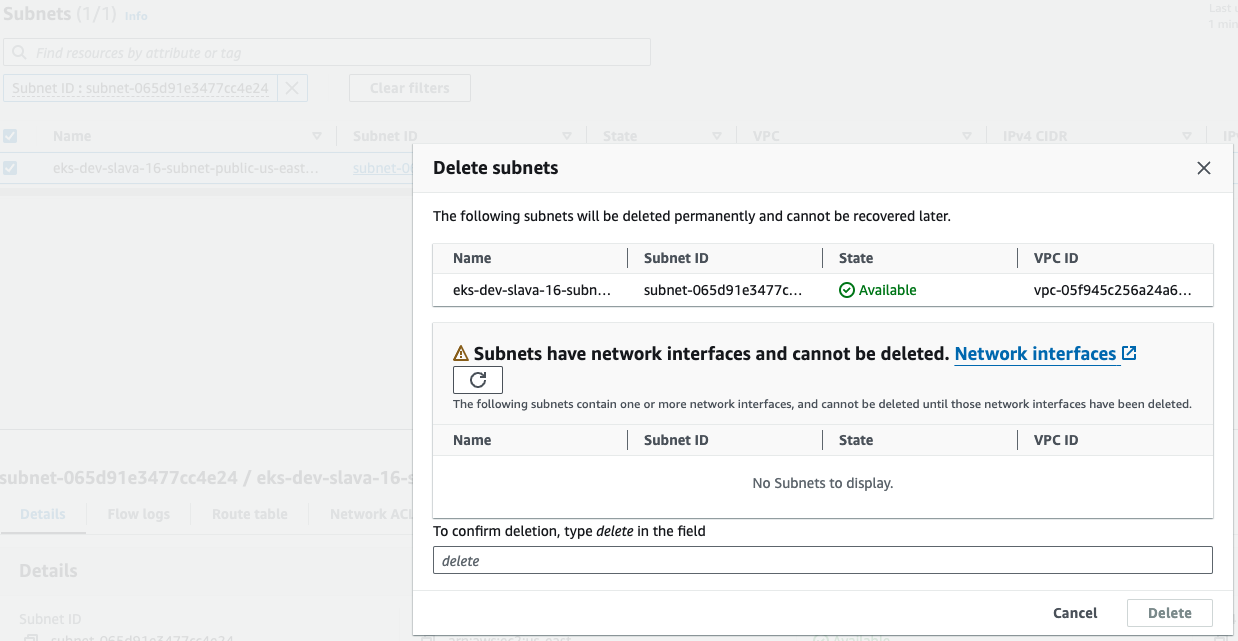 Subnets (1/1) Info
Last
1 min
Find resources by attribute or tag
Subnet ID : subnet-065d91e3477cc4e24
Clear filters
Name Subnet ID State VPC IPv4 CIDR
eks-dev-slava-16-subnet-public-us-east... subnet-0
Delete subnets
The following subnets will be deleted permanently and cannot be recovered later.
Name Subnet ID State VPC ID
eks-dev-slava-16-subn... subnet-065d91e3477c... Available vpc-05f945c256a24a6...
Subnets have network interfaces and cannot be deleted. Network interfaces
The following subnets contain one or more network interfaces, and cannot be deleted until those network interfaces have been deleted.
Name Subnet ID State VPC ID
No Subnets to display.
To confirm deletion, type delete in the field
delete
Cancel Delete
subnet-065d91e3477cc4e24 / eks-dev-slava-16-s
Details Flow logs Route table Network ACL
Details
Subnet ID
subnet-065d91e3477cc4e24
Available